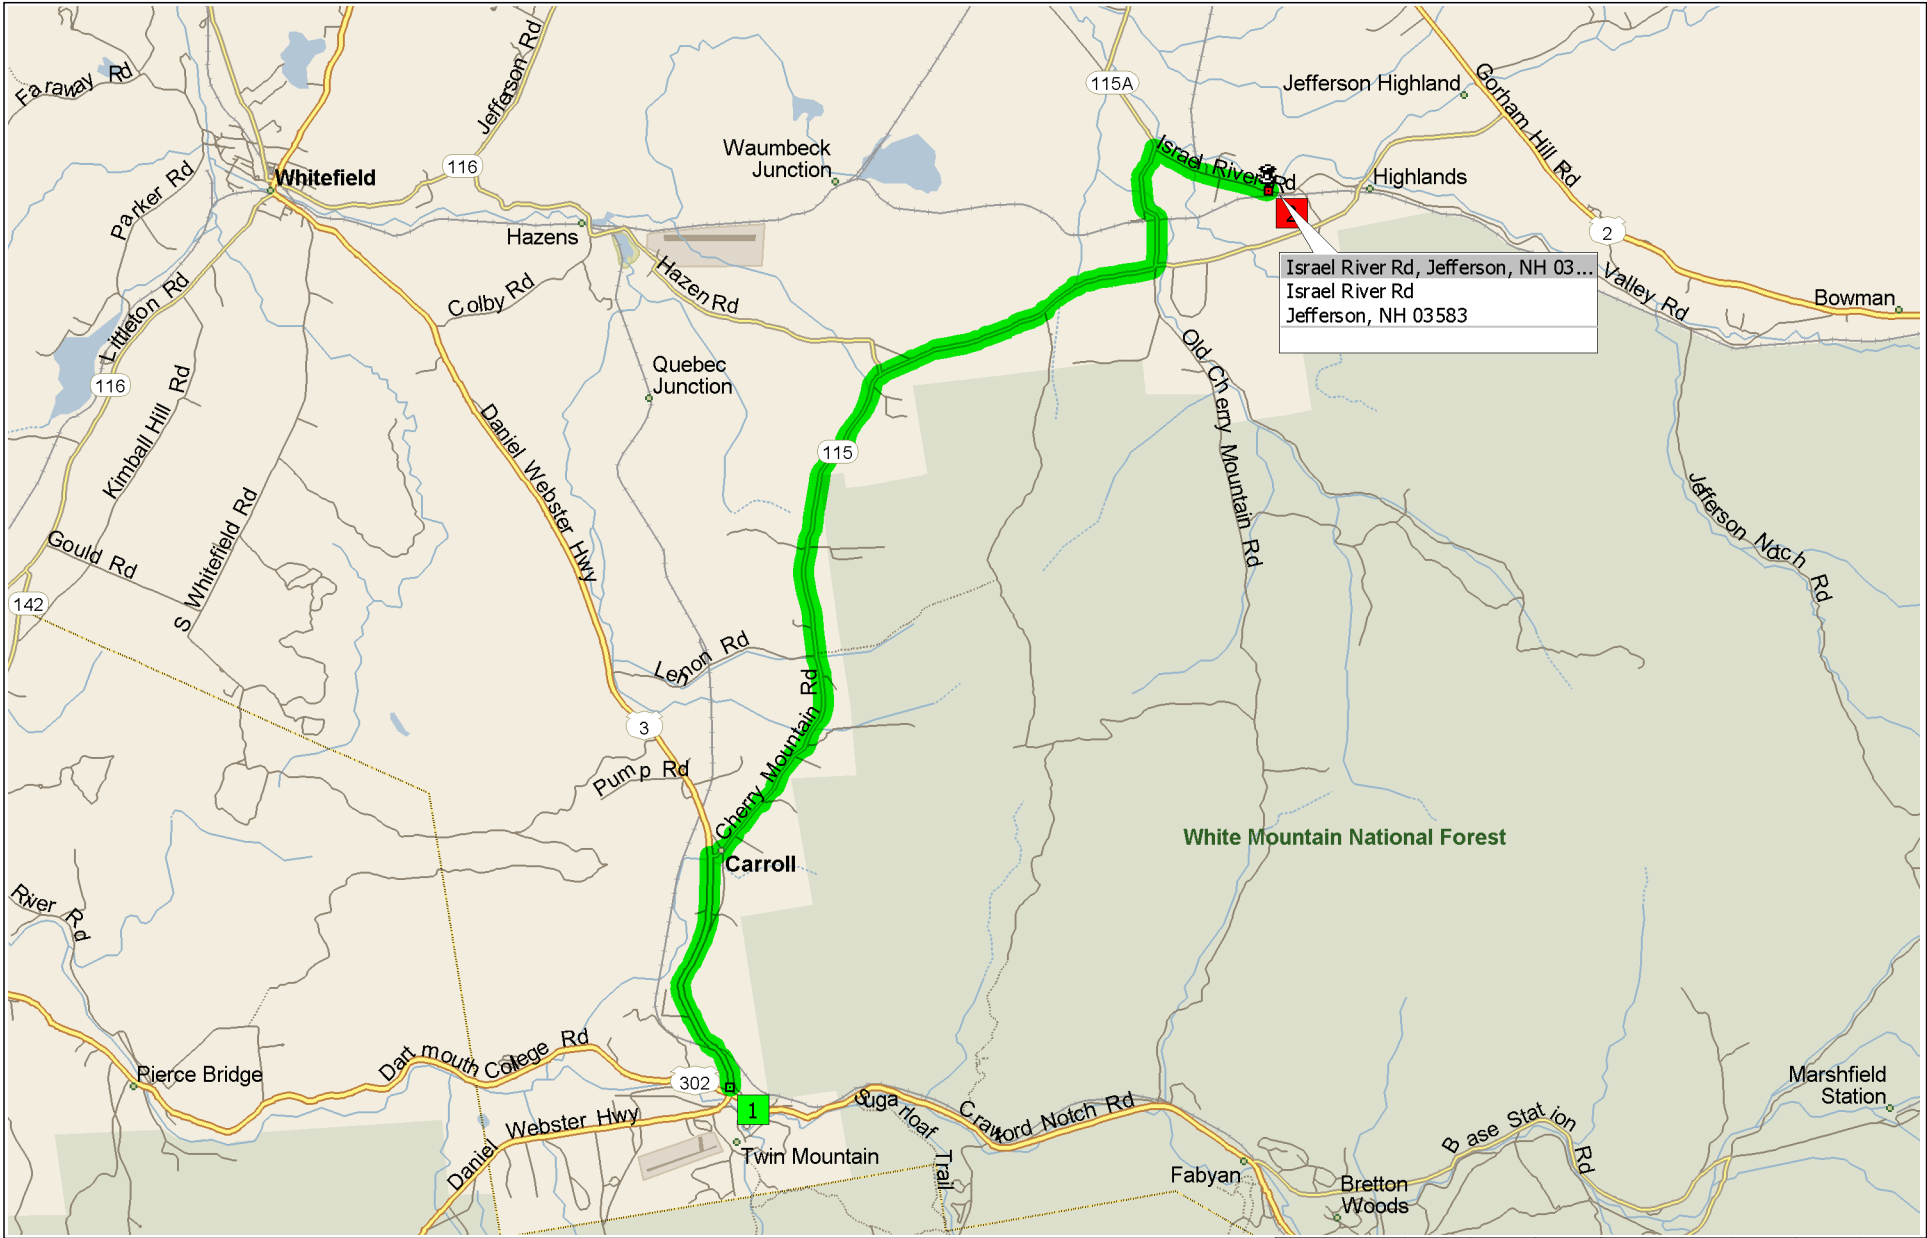 Faraway Rd
Jefferson Rd
115A
Jefferson Highland
Gorham Hill Rd
Waumbeck
Junction
Israel River Rd
Whitefield
116
Parker Rd
Highlands
Hazens
2
2
Israel River Rd, Jefferson, NH 03...
Israel River Rd
Jefferson, NH 03583
Valley Rd
Bowman
Hazen Rd
Colby Rd
Littleton Rd
116
Quebec
Junction
Old Cherry Mountain Rd
Kimball Hill Rd
Daniel Webster Hwy
115
Jefferson Noch Rd
S Whitefield Rd
Gould Rd
142
Lennon Rd
Cherry Mountain Rd
3
Pump Rd
White Mountain National Forest
Carroll
River Rd
Dartmouth College Rd
Pierce Bridge
302
1
Marshfield
Station
Sugarloaf Trail
Crawford Notch Rd
Daniel Webster Hwy
Base Station Rd
Twin Mountain
Fabyan
Bretton
Woods